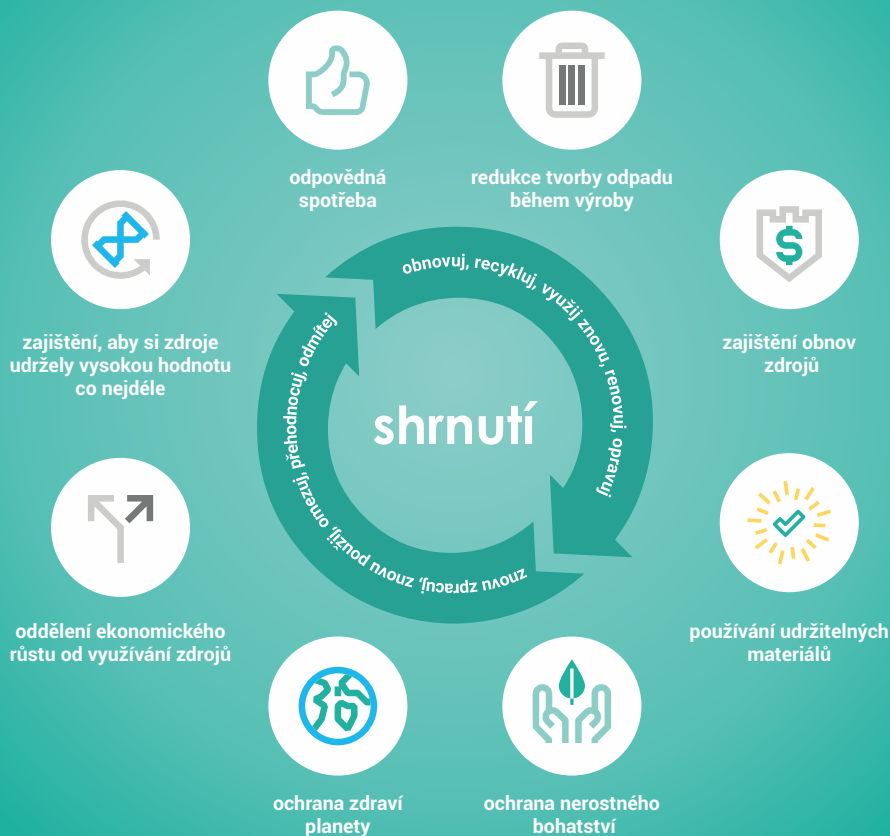 odpovědná
spotřeba
redukce tvorby odpadu
během výroby
zajištění, aby si zdroje
udržely vysokou hodnotu
co nejdéle
zajištění obnov
zdrojů
obnovuj, recykluj, využij znovu, renovuj, opravuj
shrnutí
znovu zpracuj, znovu použij, omezuj, přehodnocuj, odmítej
oddělení ekonomického
růstu od využívání zdrojů
používání udržitelných
materiálů
ochrana zdraví
planety
ochrana nerostného
bohatství